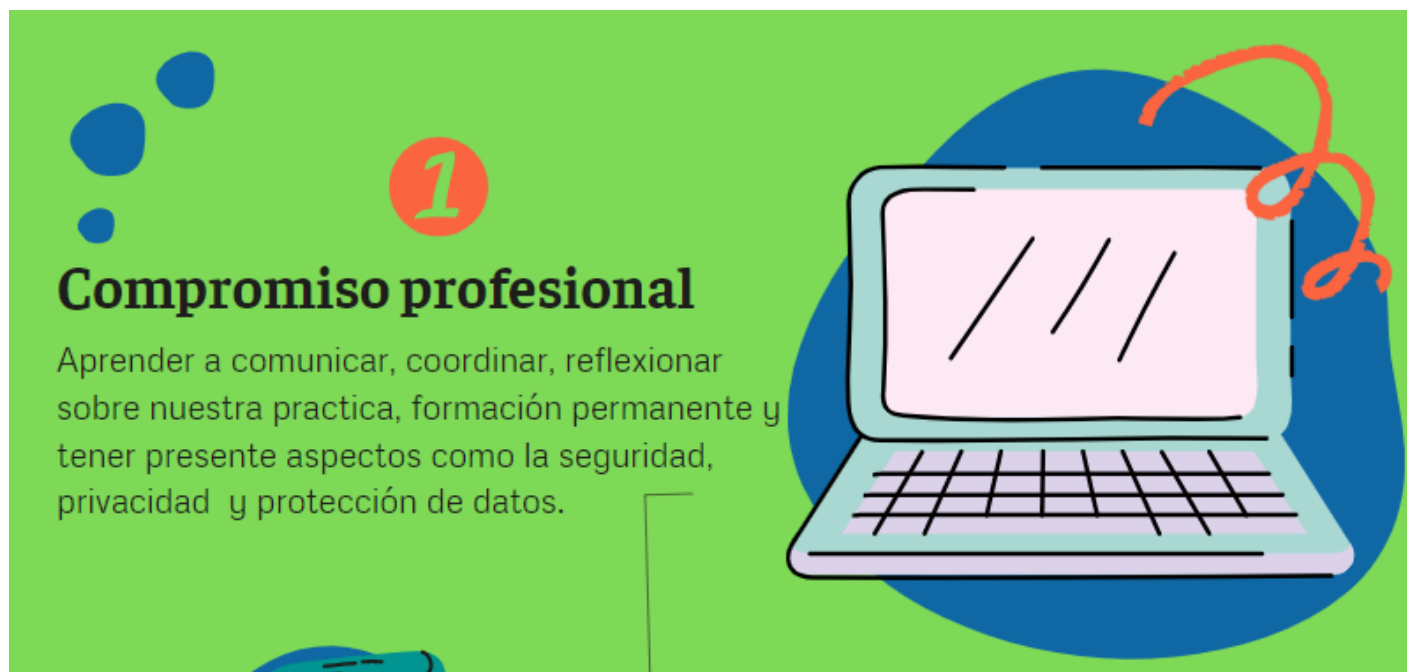 1
Compromiso profesional
Aprender a comunicar, coordinar, reflexionar
sobre nuestra practica, formación permanente y
tener presente aspectos como la seguridad,
privacidad  y protección de datos.